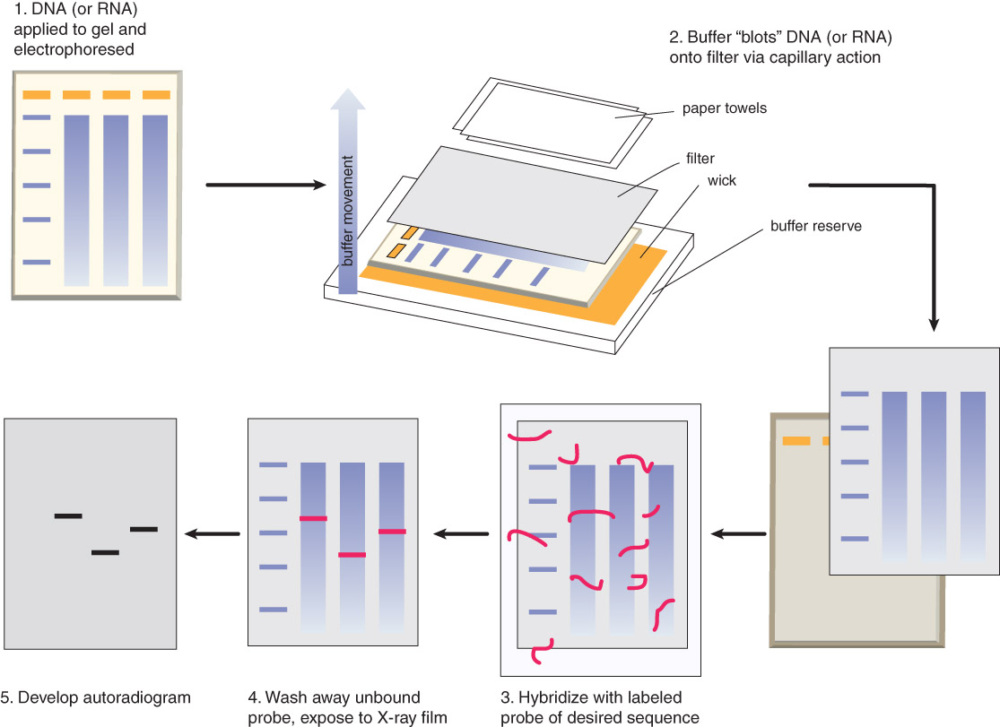 1. DNA (or RNA)
applied to gel and
electrophoresed
2. Buffer “blots” DNA (or RNA)
onto filter via capillary action
paper towels
filter
wick
buffer reserve
buffer movement
5. Develop autoradiogram
4. Wash away unbound
probe, expose to X-ray film
3. Hybridize with labeled
probe of desired sequence